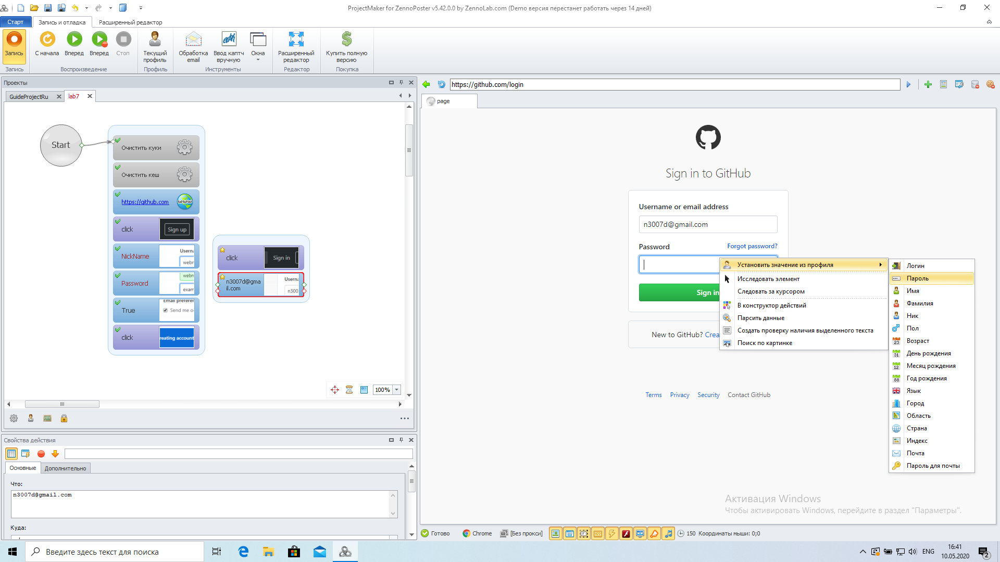 ProjectMaker for ZennoPoster v5.42.0.0 by ZennoLab.com (Demo версия перестанет работать через 14 дней)
Старт
Запись и отладка
Расширенный редактор
Запись
С начала
Вперед
Вперед
Стоп
Текущий
профиль
Обработка
email
Ввод каптч
вручную
Окна
Расширенный
редактор
Купить полную
версию
Запись
Воспроизведение
Профиль
Инструменты
Редактор
Покупка
Проекты
GuideProjectRu
lab7
Start
Очистить куки
Очистить кеш
https://github.com
click
Sign up
NickName
Usern
webr
Password
webn
exam
True
Email preferer
Send me o
click
reating account
click
Sign in
n3007d@gma
il.com
Userna
n300
100%
Свойства действия
Основные
Дополнительно
Что:
n3007d@gmail.com
Куда:
https://github.com/login
page
Sign in to GitHub
Username or email address
n3007d@gmail.com
Password
Forgot password?
Sign in
New to GitHub? Crea
Terms
Privacy
Security
Contact GitHub
Установить значение из профиля
Исследовать элемент
Следовать за курсором
В конструктор действий
Парсить данные
Создать проверку наличия выделенного текста
Поиск по картинке
Логин
Пароль
Имя
Фамилия
Ник
Пол
23 Возраст
31 День рождения
12 Месяц рождения
88 Год рождения
Язык
Город
Область
Страна
Индекс
Почта
Пароль для почты
Активация Windows
Чтобы активировать Windows, перейдите в раздел "Параметры".
Готово
Chrome
[Без прокси]
CSS
150
Координаты мыши: 0;0
Введите здесь текст для поиска
ENG
16:41
10.05.2020
2